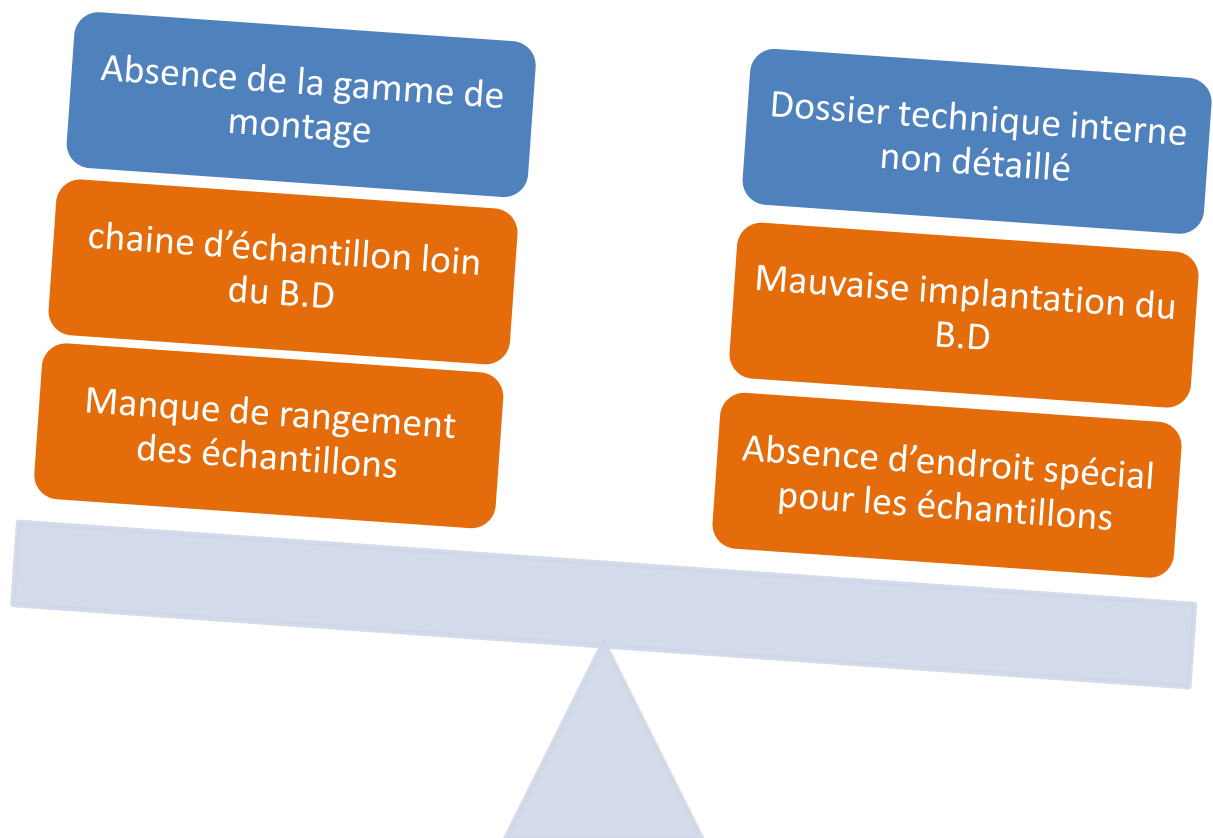 Absence de la gamme de
montage
chaine d’échantillon loin
du B.D
Manque de rangement
des échantillons
Dossier technique interne
non détaillé
Mauvaise implantation du
B.D
Absence d’endroit spécial
pour les échantillons